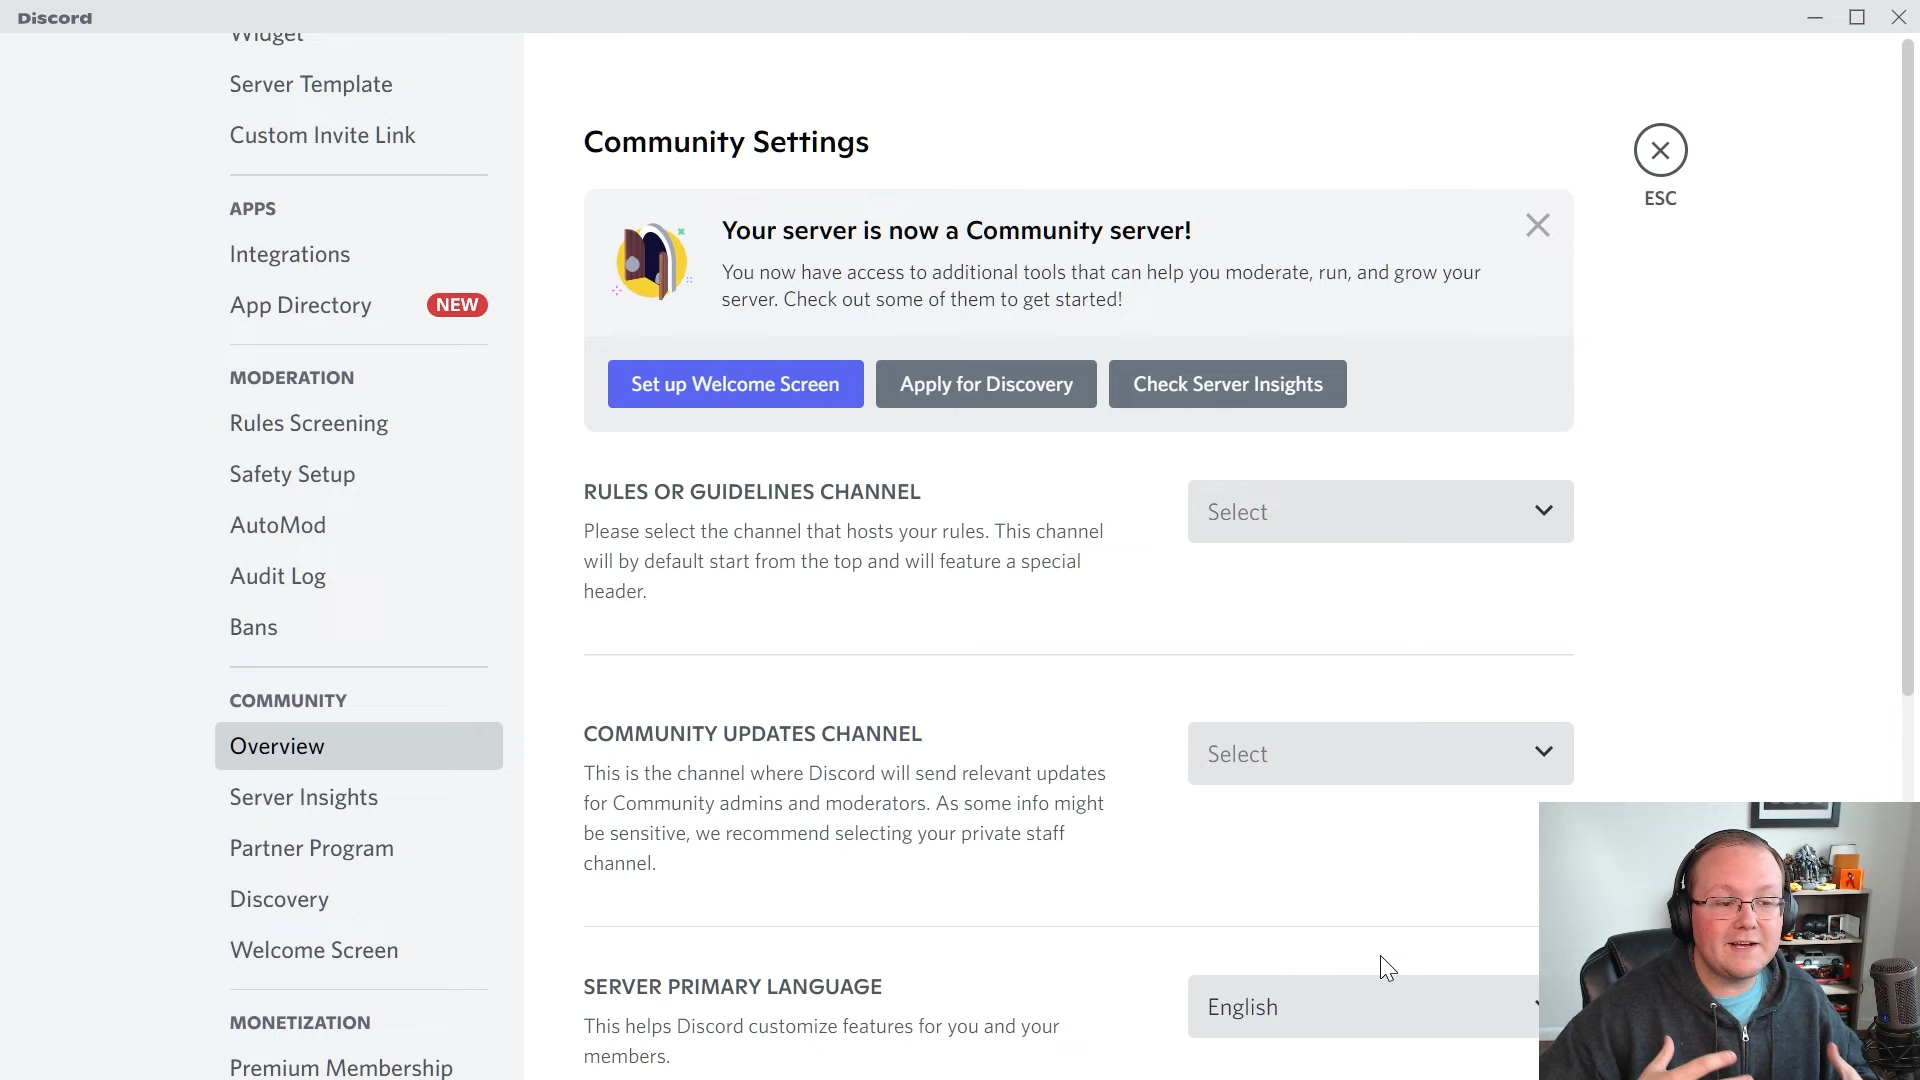 Discord
Widget
Server Template
Custom Invite Link
APPS
Integrations
App Directory NEW
MODERATION
Rules Screening
Safety Setup
AutoMod
Audit Log
Bans
COMMUNITY
Overview
Server Insights
Partner Program
Discovery
Welcome Screen
MONETIZATION
Premium Membership
Community Settings
ESC
Your server is now a Community server!
You now have access to additional tools that can help you moderate, run, and grow your
server. Check out some of them to get started!
Set up Welcome Screen Apply for Discovery Check Server Insights
RULES OR GUIDELINES CHANNEL
Please select the channel that hosts your rules. This channel
will by default start from the top and will feature a special
header.
Select
COMMUNITY UPDATES CHANNEL
This is the channel where Discord will send relevant updates
for Community admins and moderators. As some info might
be sensitive, we recommend selecting your private staff
channel.
Select
SERVER PRIMARY LANGUAGE
This helps Discord customize features for you and your
members.
English